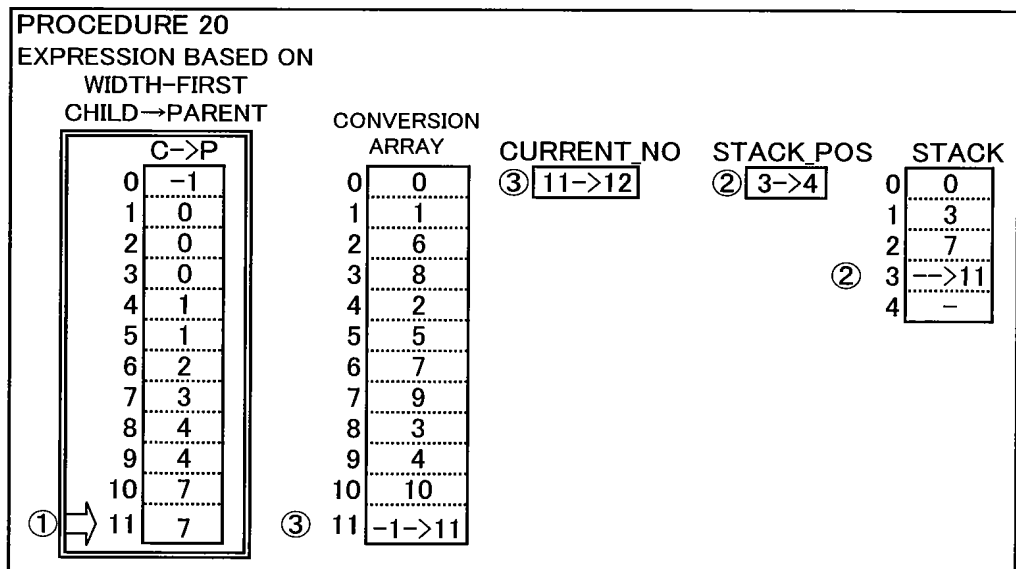 PROCEDURE 20
EXPRESSION BASED ON
WIDTH-FIRST
CHILD→PARENT
C->P
0 -1
1 0
2 0
3 0
4 1
5 1
6 2
7 3
8 4
9 4
10 7
① 11 7
CONVERSION
ARRAY
0 0
1 1
2 6
3 8
4 2
5 5
6 7
7 9
8 3
9 4
10 10
③ 11 -1->11
CURRENT_NO
③ 11->12
STACK_POS
② 3->4
STACK
0 0
1 3
2 7
② 3 -->11
4 -